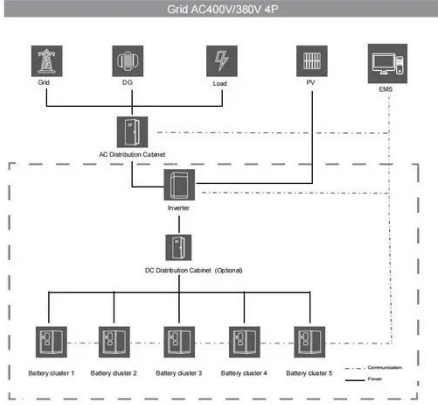 Grid AC400V/380V 4P
Grid
DG
Load
PV
EMS
AC Distribution Cabinet
Inverter
DC Distribution Cabinet (Optional)
Battery cluster 1
Battery cluster 2
Battery cluster 3
Battery cluster 4
Battery cluster 5
Communication
Power